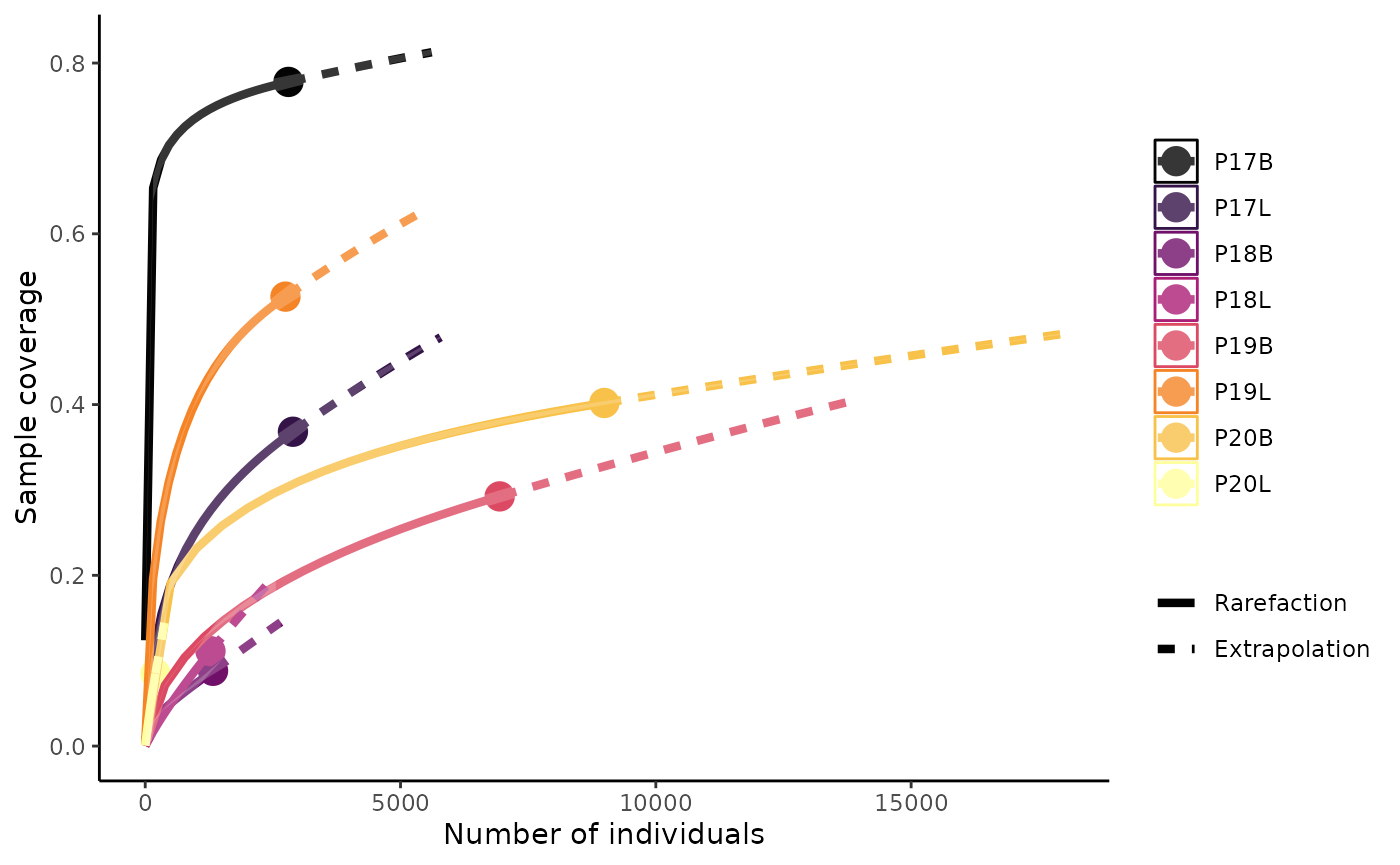 0.8
0.6
0.4
0.2
0.0
Sample coverage
0
5000
10000
15000
Number of individuals
P17B
P17L
P18B
P18L
P19B
P19L
P20B
P20L
Rarefaction
Extrapolation